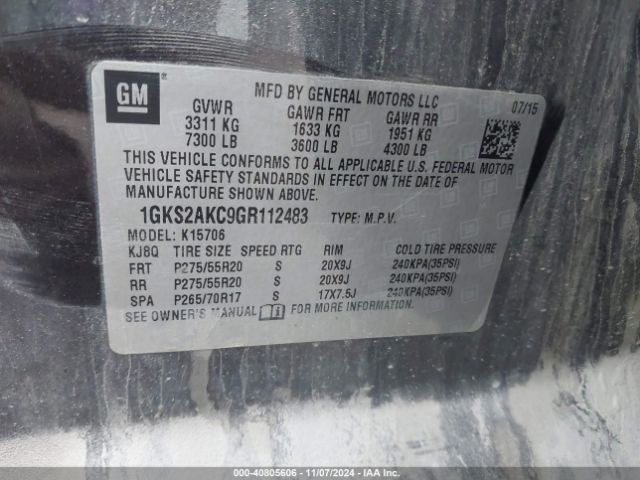 GM ®
MFD BY GENERAL MOTORS LLC
07/15
GVWR GAWR FRT GAWR RR
3311 KG 1633 KG 1951 KG
7300 LB 3600 LB 4300 LB
THIS VEHICLE CONFORMS TO ALL APPLICABLE U.S. FEDERAL MOTOR
VEHICLE SAFETY STANDARDS IN EFFECT ON THE DATE OF
MANUFACTURE SHOWN ABOVE.
1GKS2AKC9GR112483 TYPE: M.P.V.
MODEL: K15706
KJ8Q TIRE SIZE SPEED RTG RIM COLD TIRE PRESSURE
FRT P275/55R20 S 20X9J 240KPA(35PSI)
RR P275/55R20 S 20X9J 240KPA(35PSI)
SPA P265/70R17 S 17X7.5J 240KPA(35PSI)
SEE OWNER'S MANUAL FOR MORE INFORMATION.
000-40805606 - 11/07/2024 - IAA Inc.